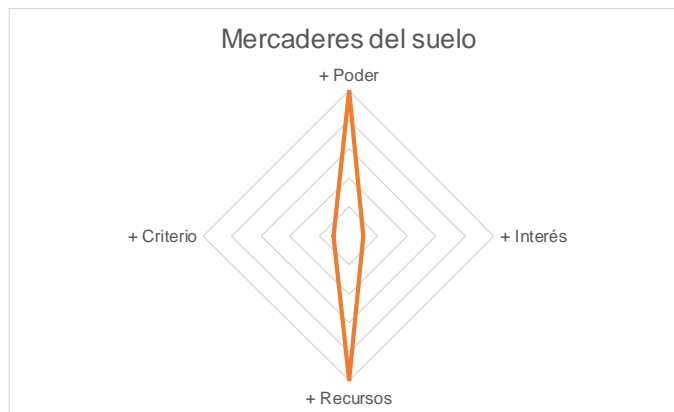 Mercaderes del suelo
+ Poder
+ Criterio
+ Interés
+ Recursos